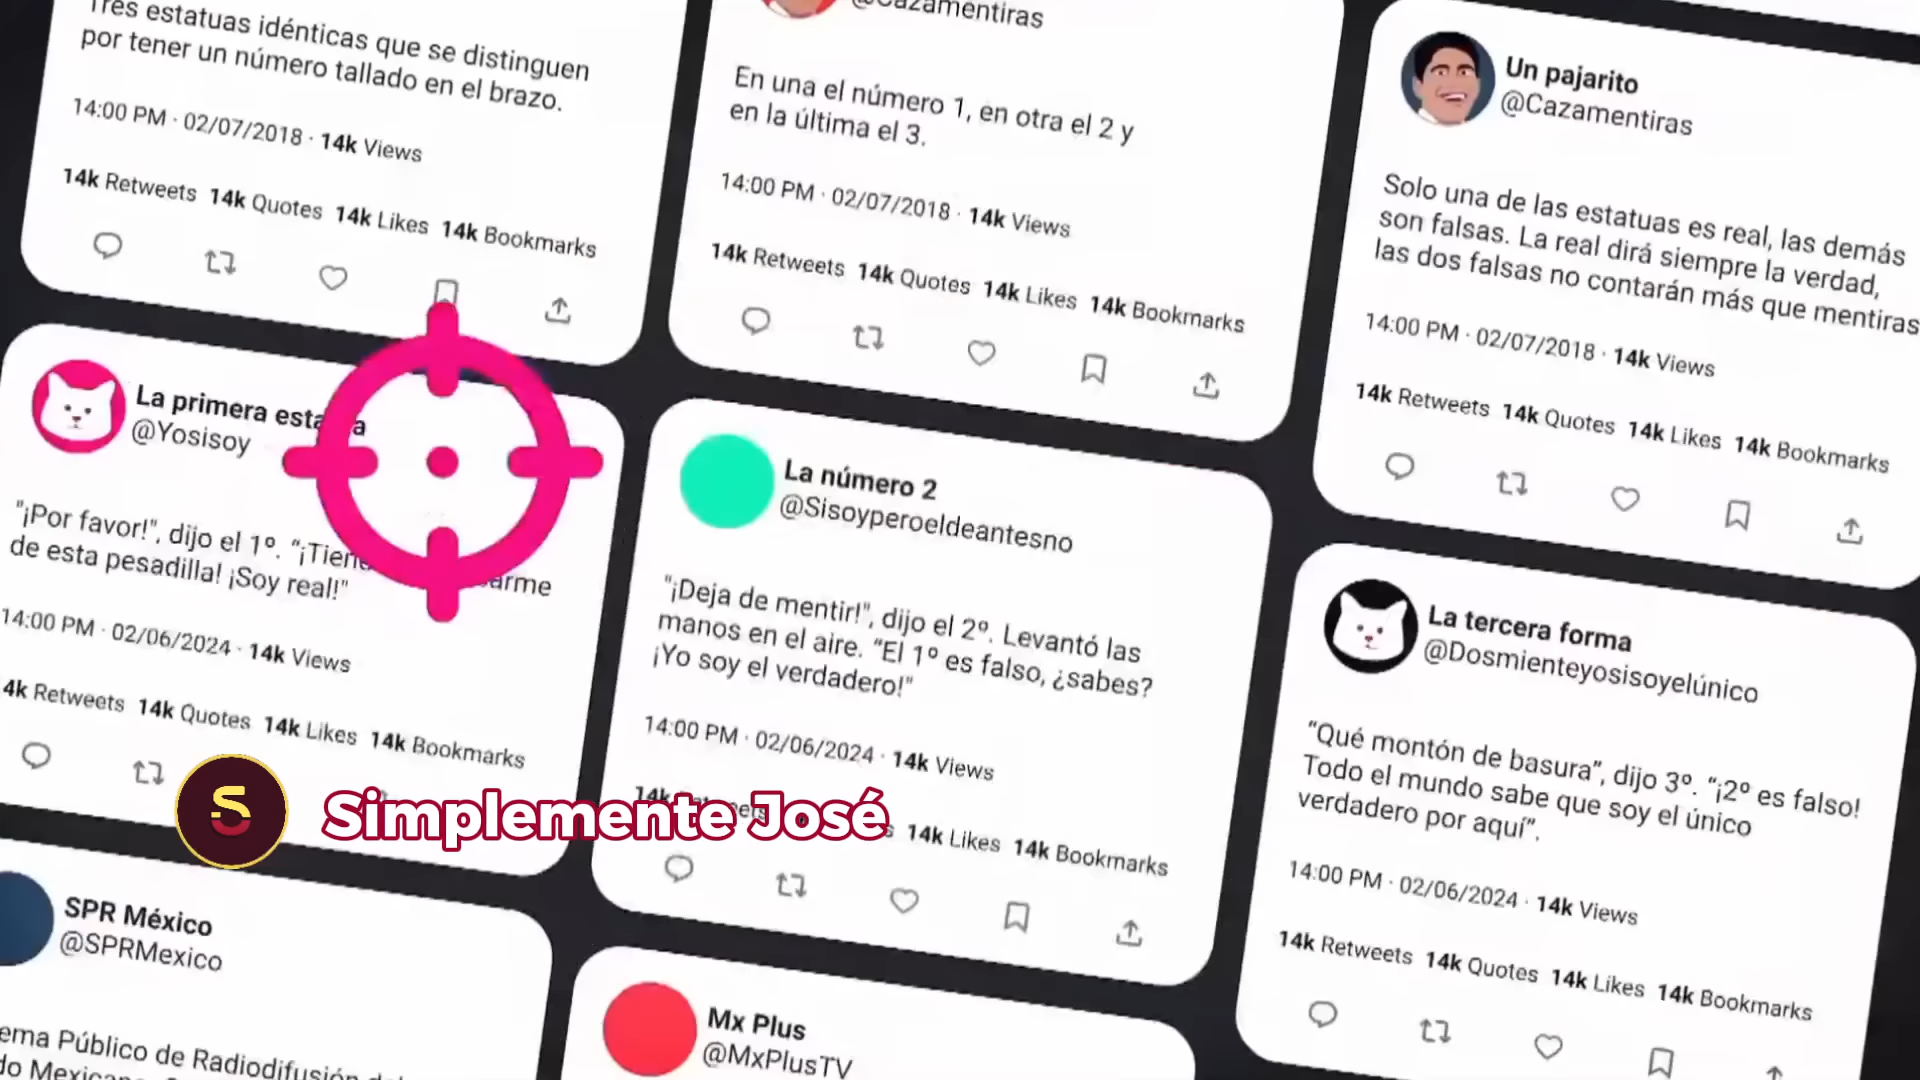 Tres estatuas idénticas que se distinguen
por tener un número tallado en el brazo.
14:00 PM · 02/07/2018 · 14k Views
14k Retweets 14k Quotes 14k Likes 14k Bookmarks
@Cazamentiras
En una el número 1, en otra el 2 y
en la última el 3.
14:00 PM · 02/07/2018 · 14k Views
14k Retweets 14k Quotes 14k Likes 14k Bookmarks
Un pajarito
@Cazamentiras
Solo una de las estatuas es real, las demás
son falsas. La real dirá siempre la verdad,
las dos falsas no contarán más que mentiras
14:00 PM · 02/07/2018 · 14k Views
14k Retweets 14k Quotes 14k Likes 14k Bookmarks
La primera
@Yosisoy
"¡Por favor!", dijo el 1º.
de esta pesadilla! ¡Soy real!"
14:00 PM · 02/06/2024 · 14k Views
4k Retweets 14k Quotes 14k Likes 14k Bookmarks
La número 2
@Sisoyperoeldeantesno
"¡Deja de mentir!", dijo el 2º. Levantó las
manos en el aire. “El 1º es falso, ¿sabes?
¡Yo soy el verdadero!"
14:00 PM · 02/06/2024 · 14k Views
14k Likes 14k Bookmarks
La tercera forma
@Dosmienteyosisoyelúnico
“Qué montón de basura”, dijo 3º. “¡2º es falso!
Todo el mundo sabe que soy el único
verdadero por aquí”.
14:00 PM · 02/06/2024 · 14k Views
14k Retweets 14k Quotes 14k Likes 14k Bookmarks
S
Simplemente José
SPR México
@SPRMexico
ema Público de Radiodifusión
Mx Plus
@MxPlusTV